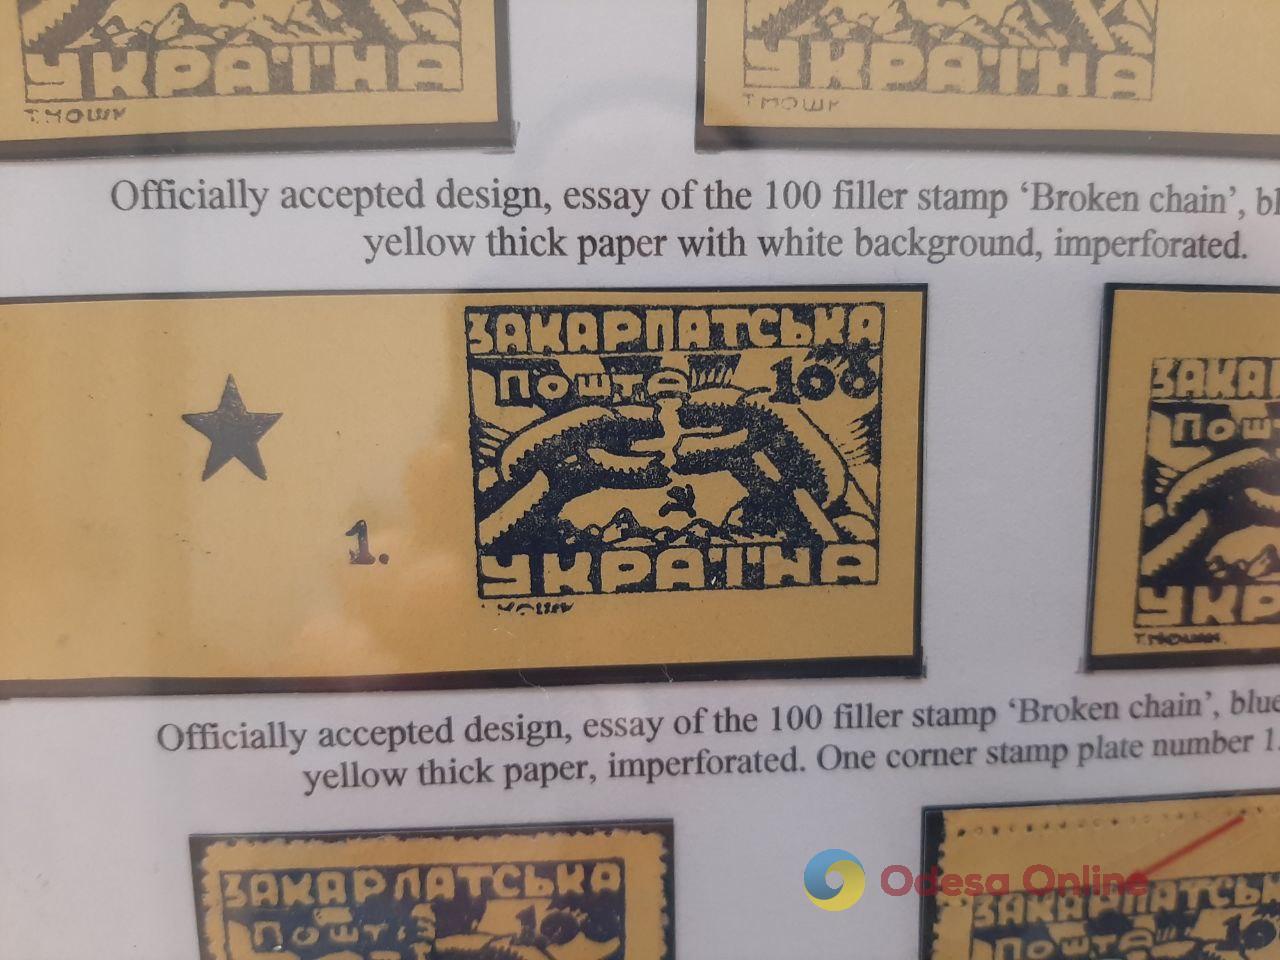 УКРАЇНА
Т.МОШК
УКРАЇНА
Т МОШК
Officially accepted design, essay of the 100 filler stamp ‘Broken chain’, bl
yellow thick paper with white background, imperforated.
ЗАКАРПАТСЬКА
ПОШТА 100
1.
УКРАЇНА
ЗАКА
ПОШ
УКР
Officially accepted design, essay of the 100 filler stamp ‘Broken chain’, blue
yellow thick paper, imperforated. One corner stamp plate number 1.
ЗАКАРПАТСЬКА
ПОШТА 100
ЗАКАРПАТСЬКА
ПОШТА 10
Odesa Online